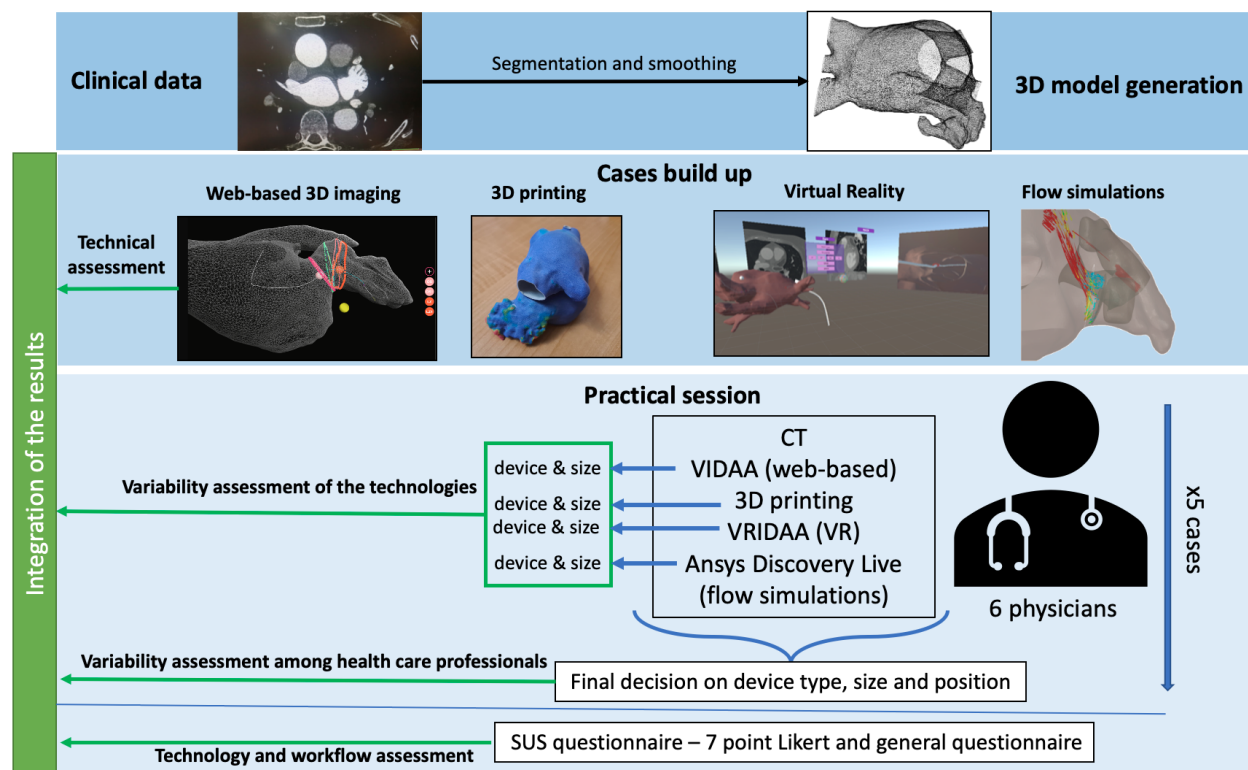 Clinical data
Segmentation and smoothing
3D model generation
Cases build up
Web-based 3D imaging
3D printing
Virtual Reality
Flow simulations
Technical
assessment
Integration of the results
Practical session
CT
VIDAA (web-based)
3D printing
VRIDAA (VR)
Ansys Discovery Live
(flow simulations)
device & size
device & size
device & size
device & size
Variability assessment of the technologies
6 physicians
x5 cases
Variability assessment among health care professionals
Final decision on device type, size and position
SUS questionnaire – 7 point Likert and general questionnaire
Technology and workflow assessment